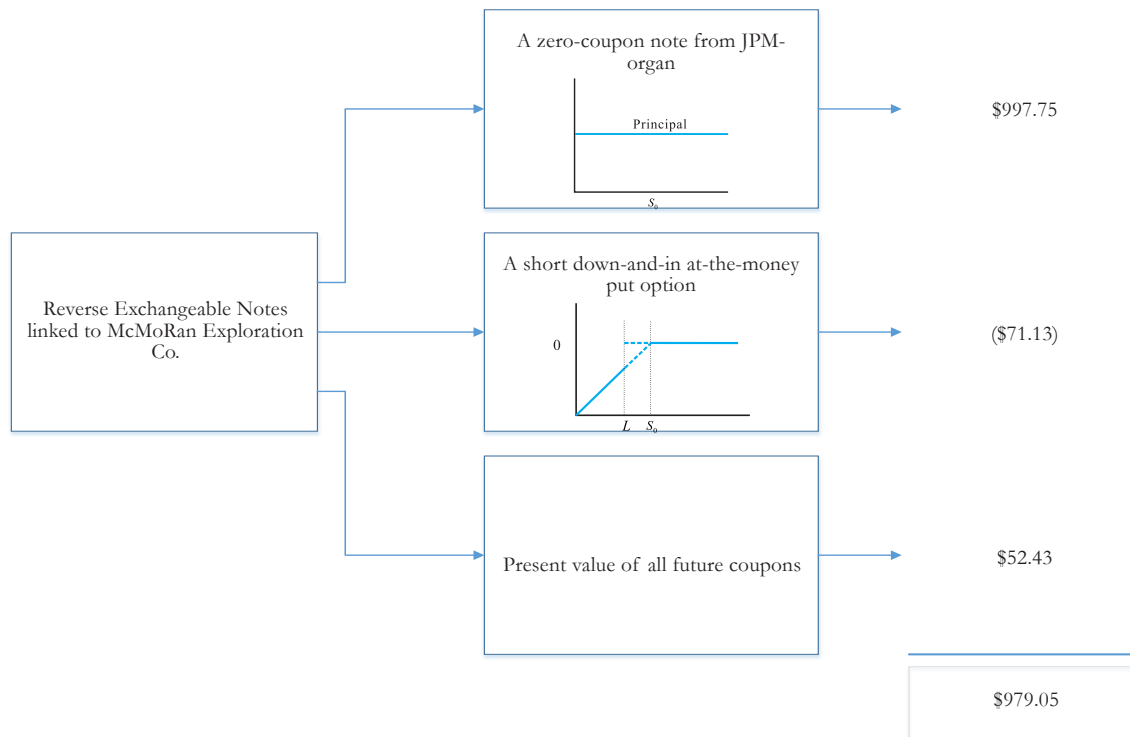 A zero-coupon note from JPM-
organ
Principal
S₀
$997.75
Reverse Exchangeable Notes
linked to McMoRan Exploration
Co.
A short down-and-in at-the-money
put option
0
L S₀
($71.13)
Present value of all future coupons
$52.43
$979.05